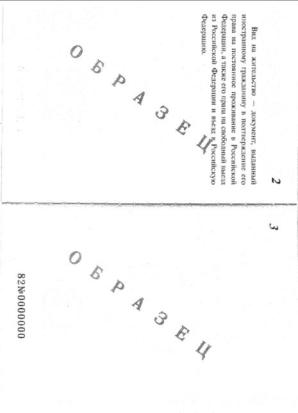 2
Вид на жительство — документ, выданный
иностранному гражданину в подтверждение его
права на постоянное проживание в Российской
Федерации, а также его права на свободный выезд
из Российской Федерации и въезд в Российскую
Федерацию.
ОБРАЗЕЦ
3
ОБРАЗЕЦ
82№0000000